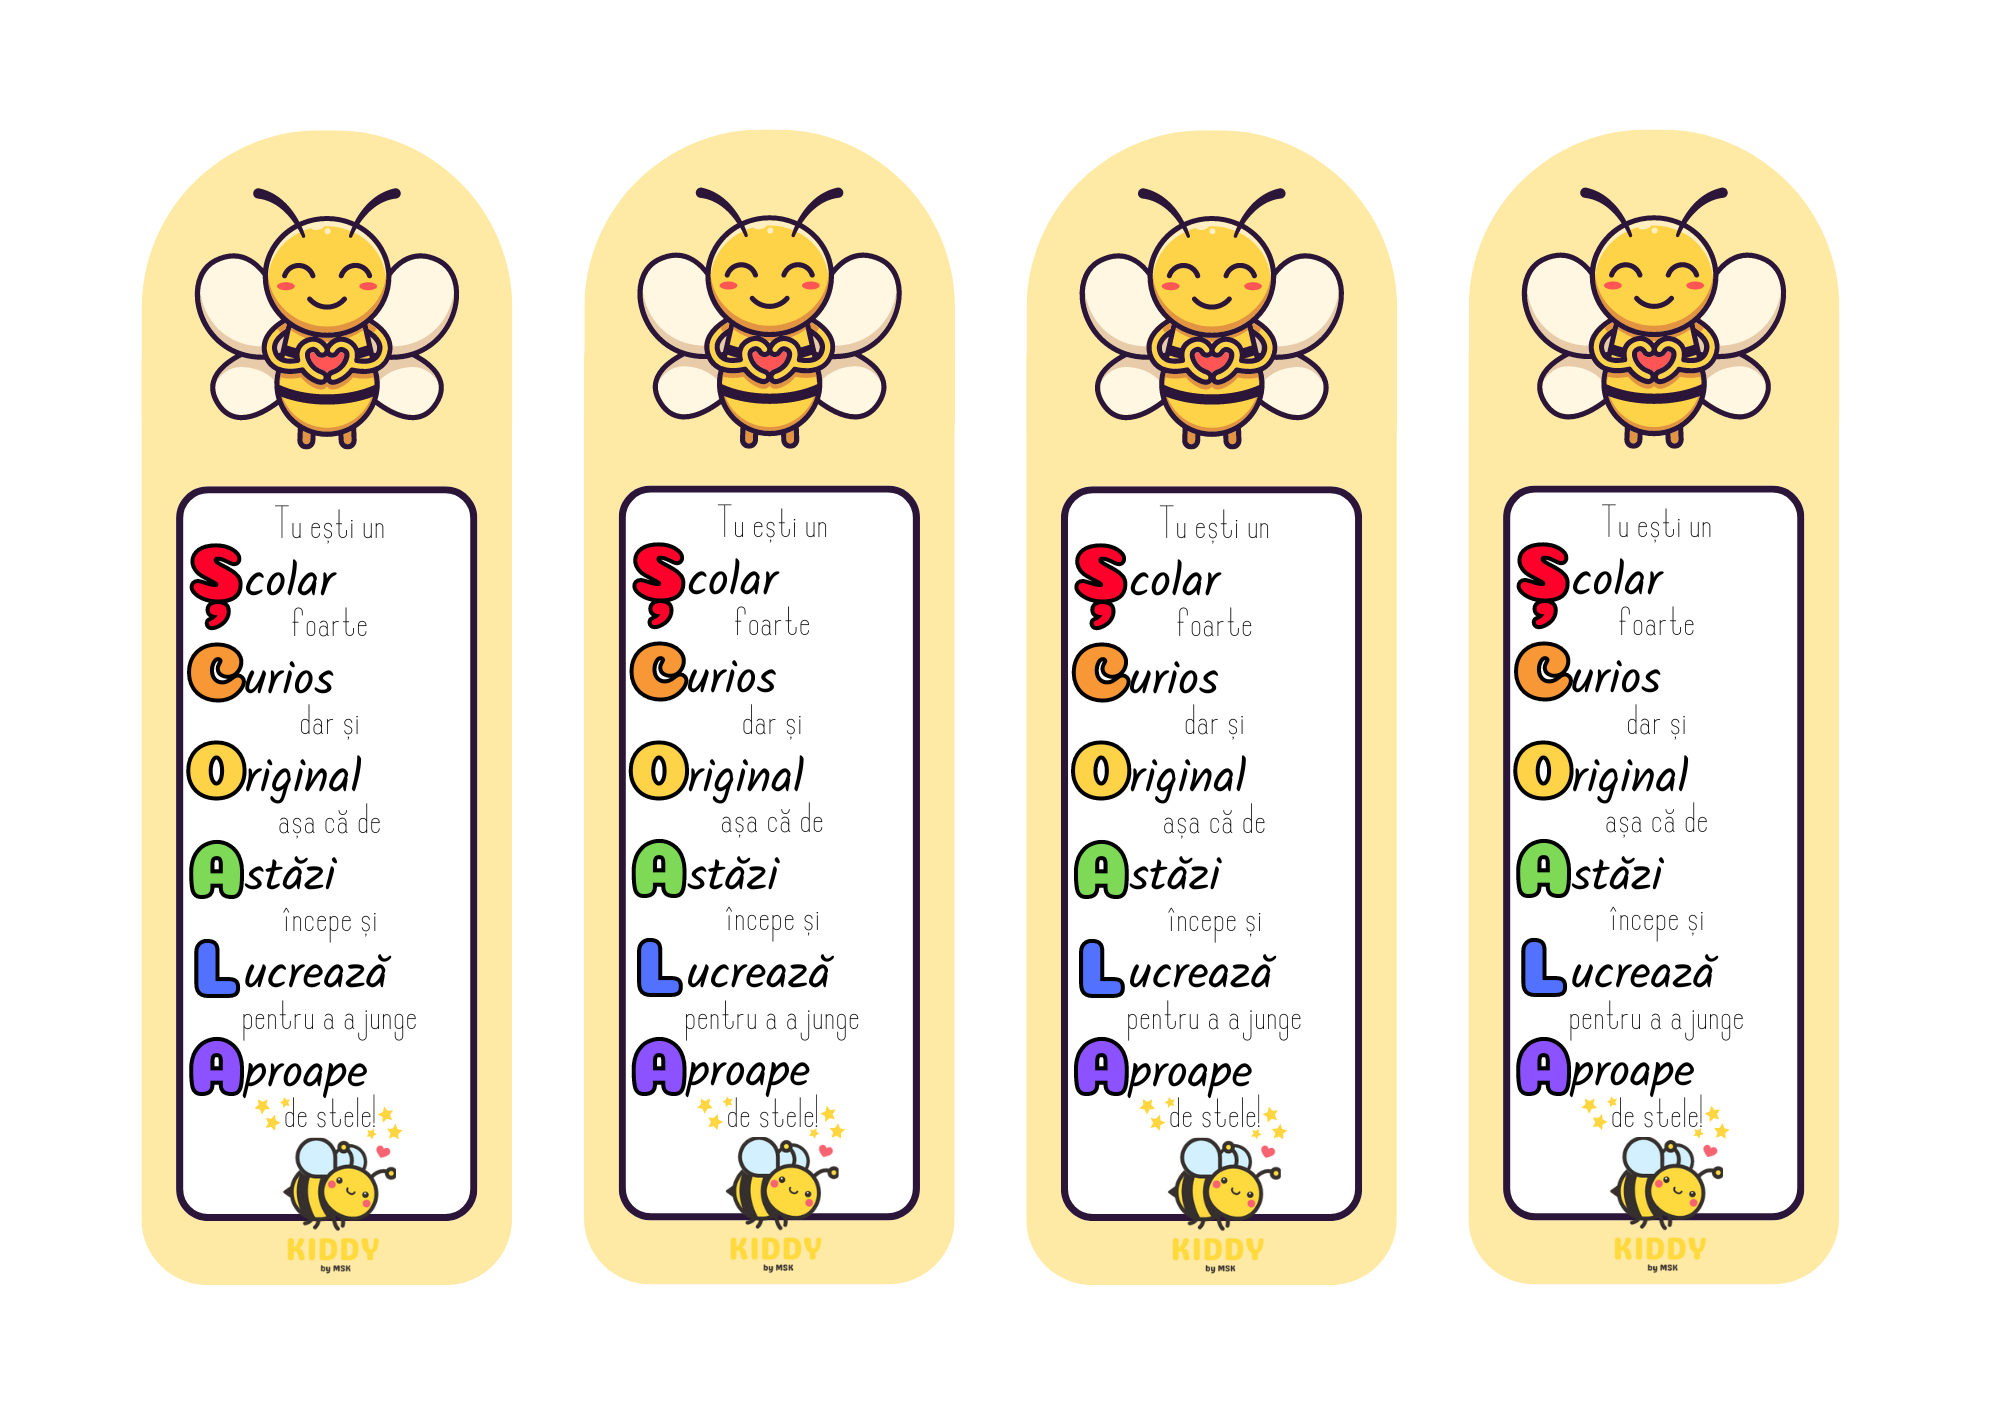 Tu ești un
Școlar
foarte
Curios
dar și
Original
așa că de
Astăzi
începe și
Lucrează
pentru a ajunge
Aproape
de stele!
KIDDY
by MSK
Tu ești un
Școlar
foarte
Curios
dar și
Original
așa că de
Astăzi
începe și
Lucrează
pentru a ajunge
Aproape
de stele!
KIDDY
by MSK
Tu ești un
Școlar
foarte
Curios
dar și
Original
așa că de
Astăzi
începe și
Lucrează
pentru a ajunge
Aproape
de stele!
KIDDY
by MSK
Tu ești un
Școlar
foarte
Curios
dar și
Original
așa că de
Astăzi
începe și
Lucrează
pentru a ajunge
Aproape
de stele!
KIDDY
by MSK